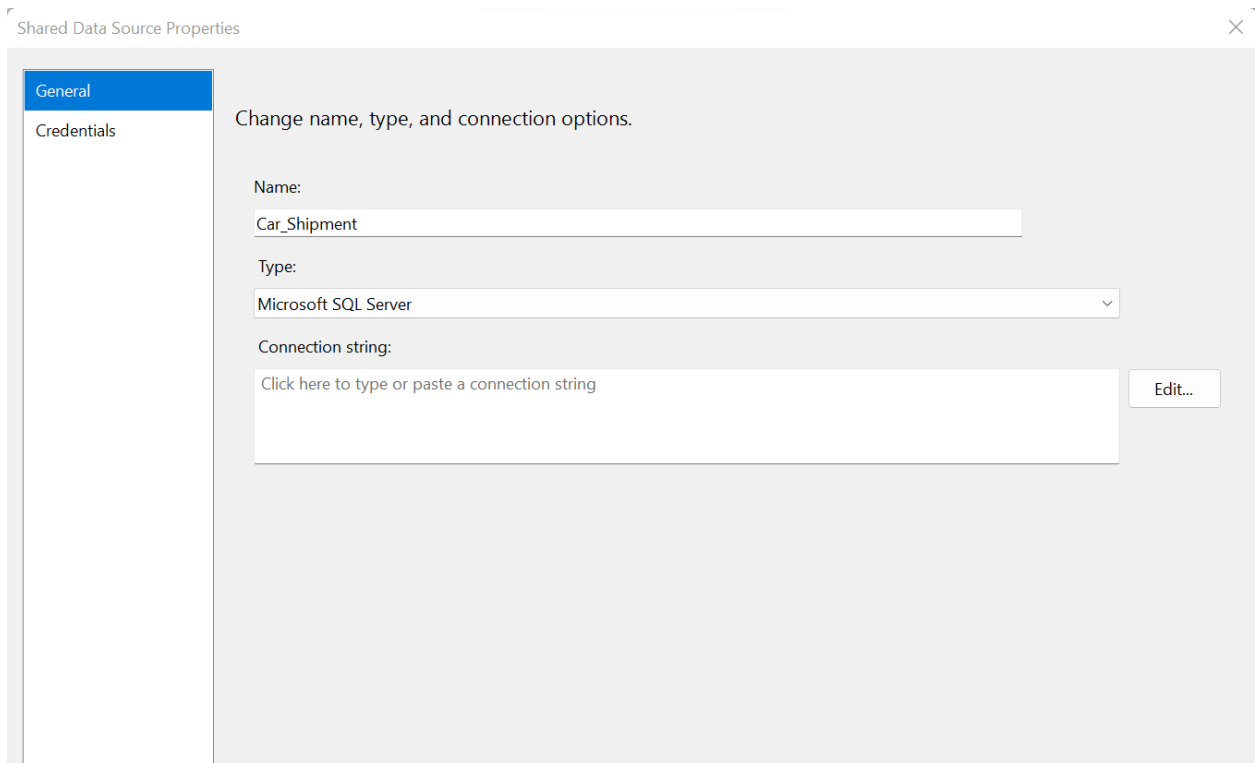 Shared Data Source Properties
General
Credentials
Change name, type, and connection options.
Name:
Car_Shipment
Type:
Microsoft SQL Server
Connection string:
Click here to type or paste a connection string
Edit...